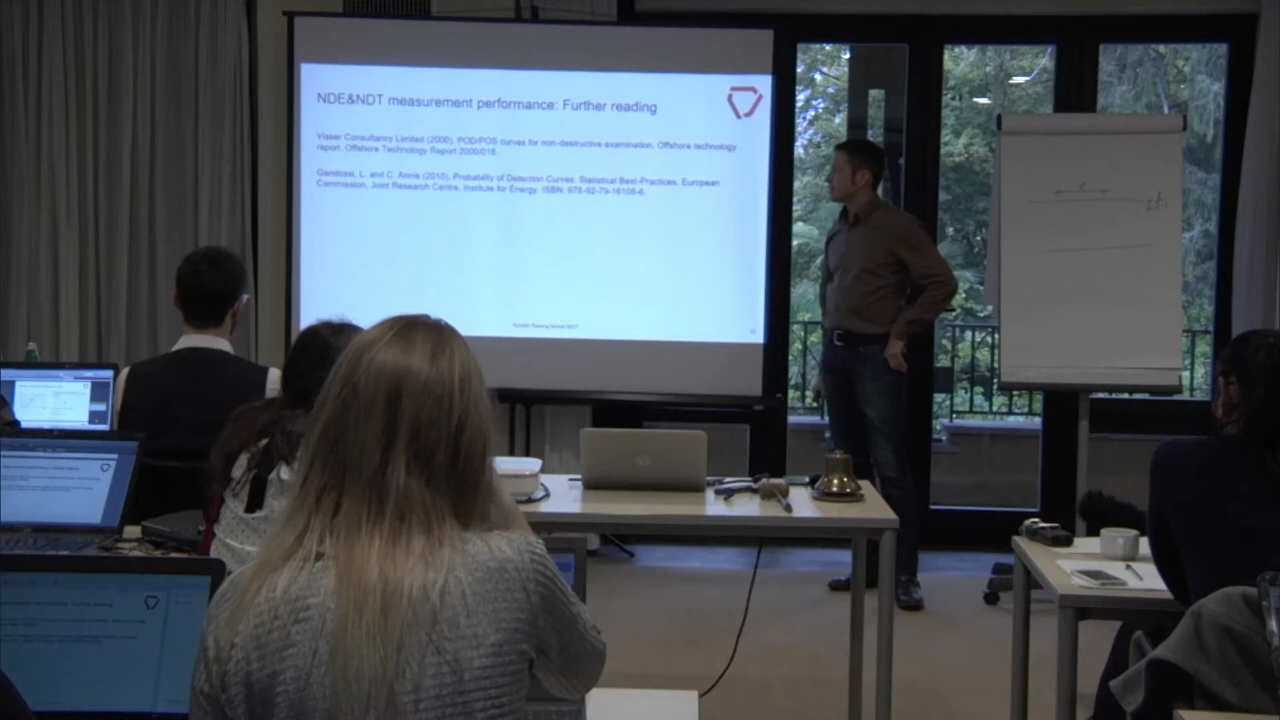 NDE&NDT measurement performance: Further reading
Visser Consultancy Limited (2000), POD/POS curves for non-destructive examination. Offshore technology
report. Offshore Technology Report 2000/018.
Gandossi, L. and C. Annis (2010), Probability of Detection Curves: Statistical Best-Practices, European
Commission, Joint Research Centre, Institute for Energy. ISBN: 978-92-79-16105-6.